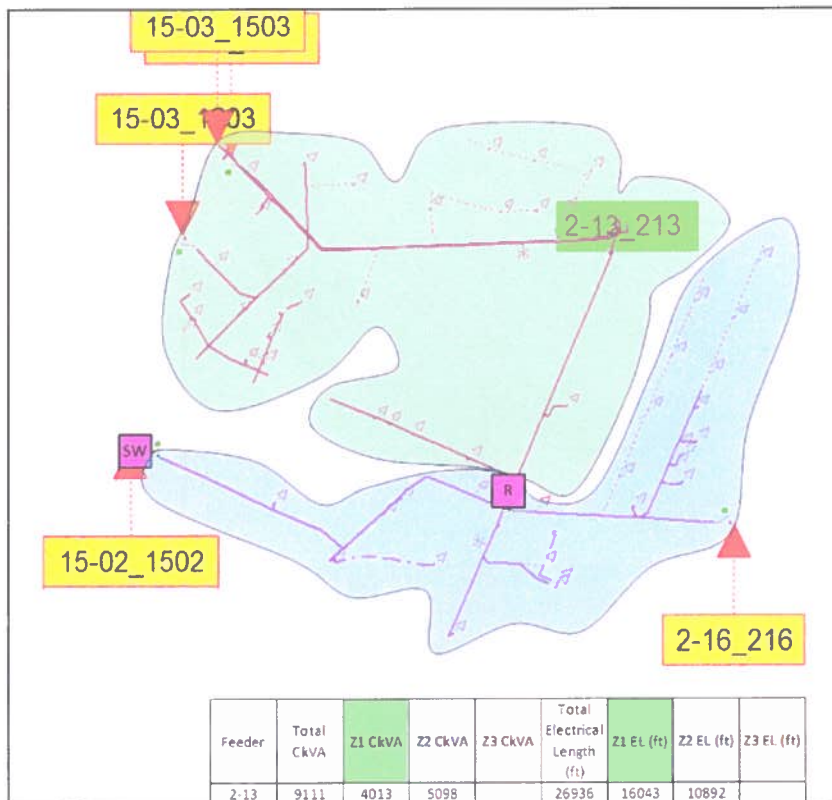 15-03_1503
15-03_1
03
2-13_213
SW
R
15-02_1502
2-16_216
Feeder Total CkVA Z1 CkVA Z2 CkVA Z3 CkVA Total Electrical Length (ft) Z1 EL (ft) Z2 EL (ft) Z3 EL (ft)
2-13 9111 4013 5098 26936 16043 10892